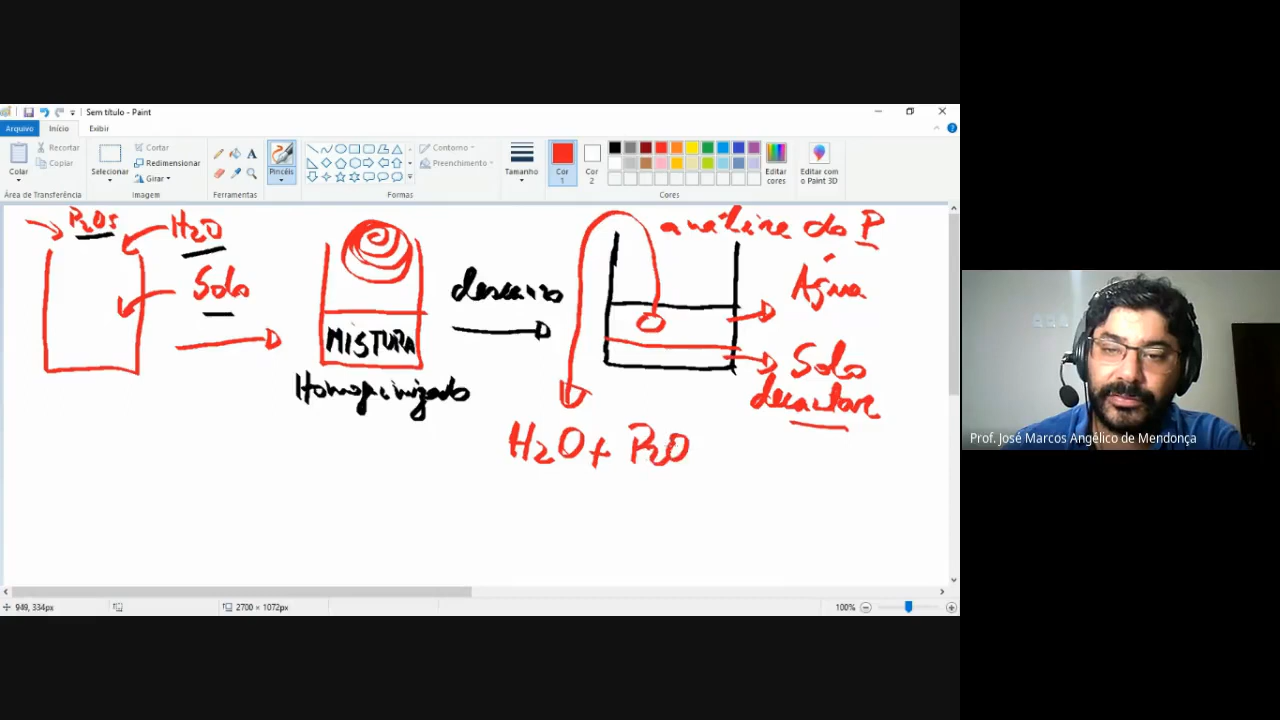 Sem título - Paint
Arquivo Início Exibir
Colar
Recortar
Copiar
Área de Transferência
Selecionar
Cortar
Redimensionar
Girar
Imagem
A
Ferramentas
Pincéis
Contorno
Preenchimento
Formas
Tamanho
Cor
1
Cor
2
Editar
cores
Cores
Editar com
o Paint 3D
P2O5
H2O
Solo
MISTURA
Homogeinizado
descanso
análise do P
Água
Solo
decantare
H2O + P2O
949, 334px
2700 × 1072px
100%
Prof. José Marcos Angélico de Mendonça